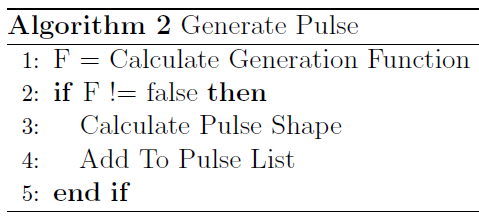 Algorithm 2 Generate Pulse
1: F = Calculate Generation Function
2: if F != false then
3: Calculate Pulse Shape
4: Add To Pulse List
5: end if